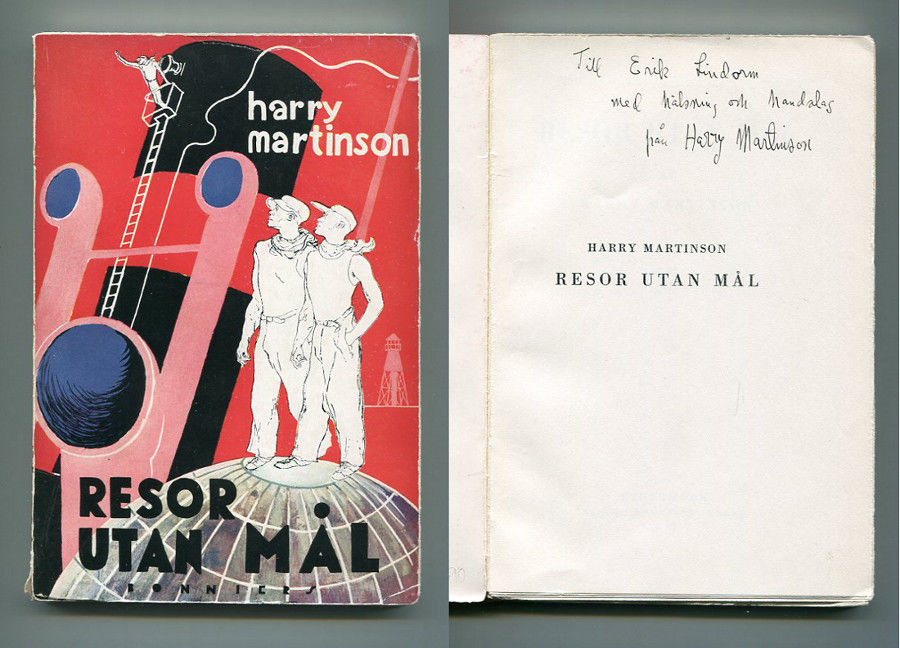 harry
martinson
RESOR
UTAN MÅL
BONNIERS
Till Erik Lindorm
med hälsning och handslag
från Harry Martinson
HARRY MARTINSON
RESOR UTAN MÅL